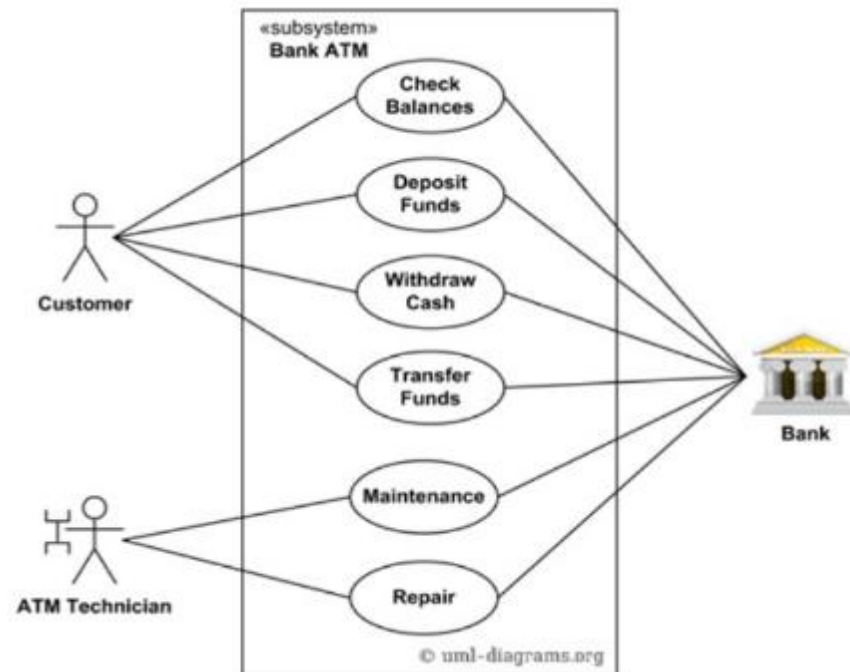 «subsystem»
Bank ATM
Check
Balances
Deposit
Funds
Customer
Withdraw
Cash
Transfer
Funds
Bank
ATM Technician
Maintenance
Repair
© uml-diagrams.org